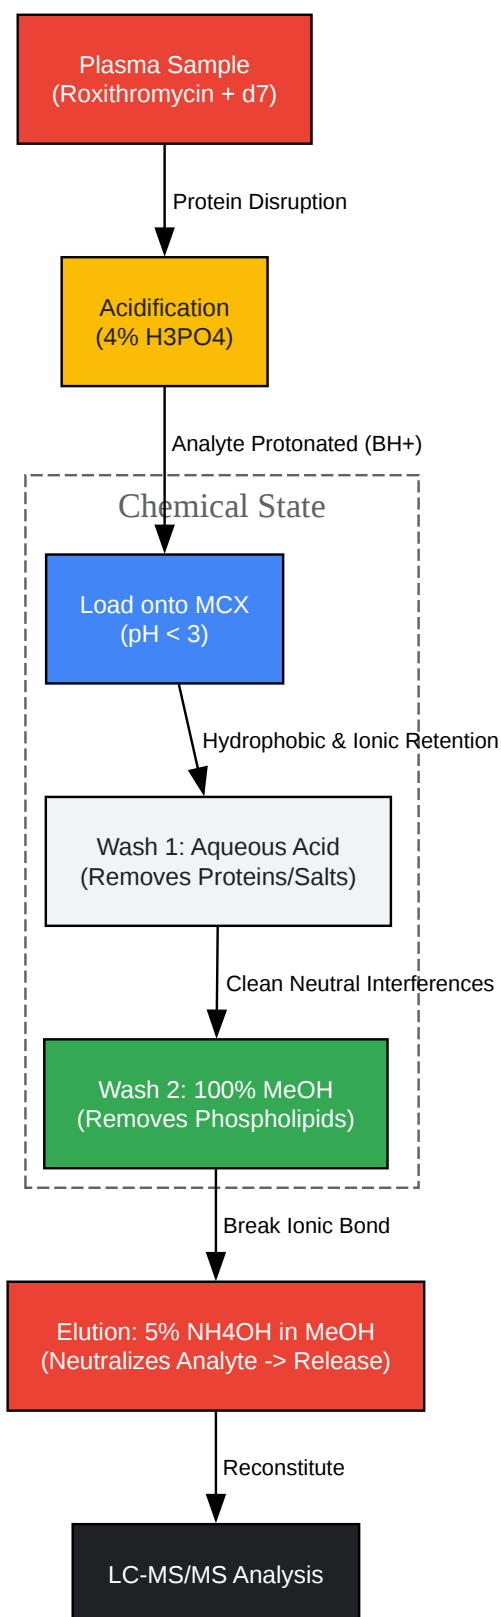 Plasma Sample
(Roxithromycin + d7)
Protein Disruption
Acidification
(4% H3PO4)
Analyte Protonated (BH+)
Chemical State
Load onto MCX
(pH < 3)
Hydrophobic & Ionic Retention
Wash 1: Aqueous Acid
(Removes Proteins/Salts)
Clean Neutral Interferences
Wash 2: 100% MeOH
(Removes Phospholipids)
Break Ionic Bond
Elution: 5% NH4OH in MeOH
(Neutralizes Analyte -> Release)
Reconstitute
LC-MS/MS Analysis